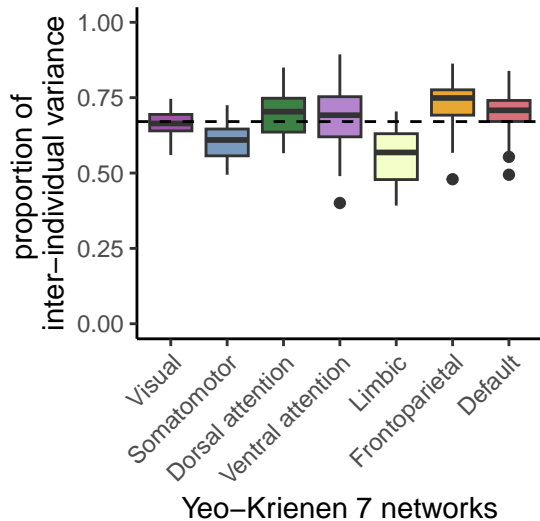 proportion of
inter−individual variance
1.00
0.75
0.50
0.25
0.00
Visual
Somatomotor
Dorsal attention
Ventral attention
Limbic
Frontoparietal
Default
Yeo−Krienen 7 networks